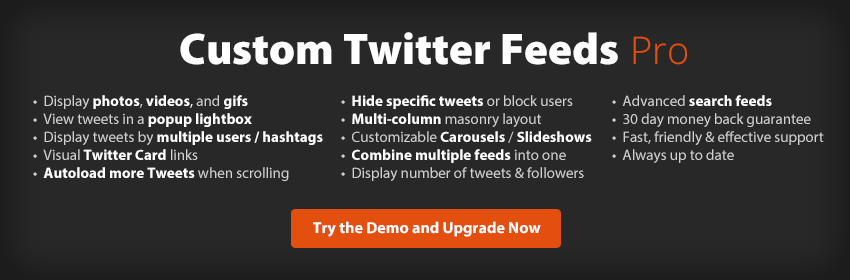 Custom Twitter Feeds Pro
• Display photos, videos, and gifs
• View tweets in a popup lightbox
• Display tweets by multiple users / hashtags
• Visual Twitter Card links
• Autoload more Tweets when scrolling
• Hide specific tweets or block users
• Multi-column masonry layout
• Customizable Carousels / Slideshows
• Combine multiple feeds into one
• Display number of tweets & followers
• Advanced search feeds
• 30 day money back guarantee
• Fast, friendly & effective support
• Always up to date
Try the Demo and Upgrade Now